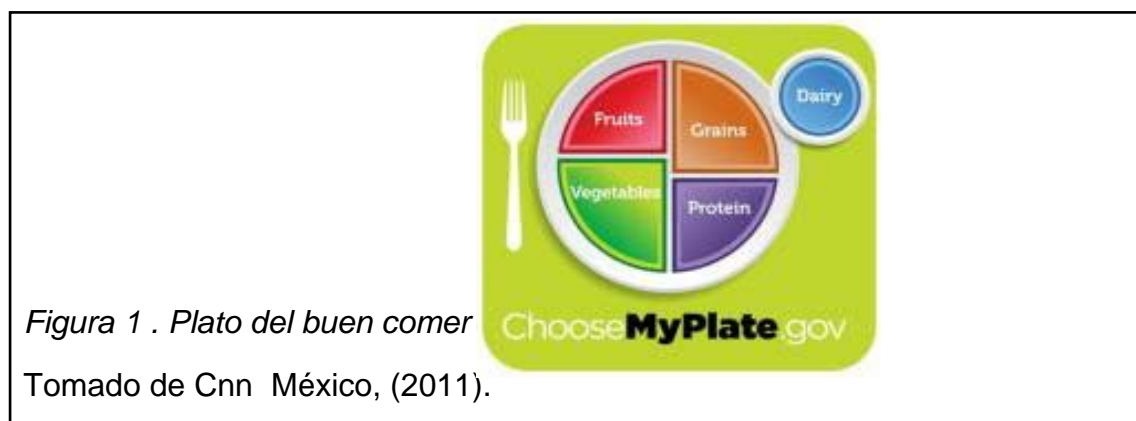 Fruits
Grains
Dairy
Vegetables
Protein
ChooseMyPlate.gov
Figura 1 . Plato del buen comer
Tomado de Cnn México, (2011).